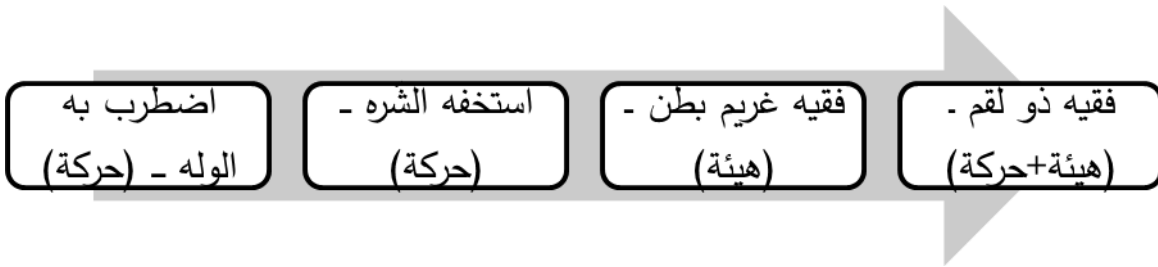 فقيه ذو لقم ـ
(هيئة+حركة)
فقيه غريم بطن ـ
(هيئة)
استخفه الشره ـ
(حركة)
اضطرب به
الوله ـ (حركة)